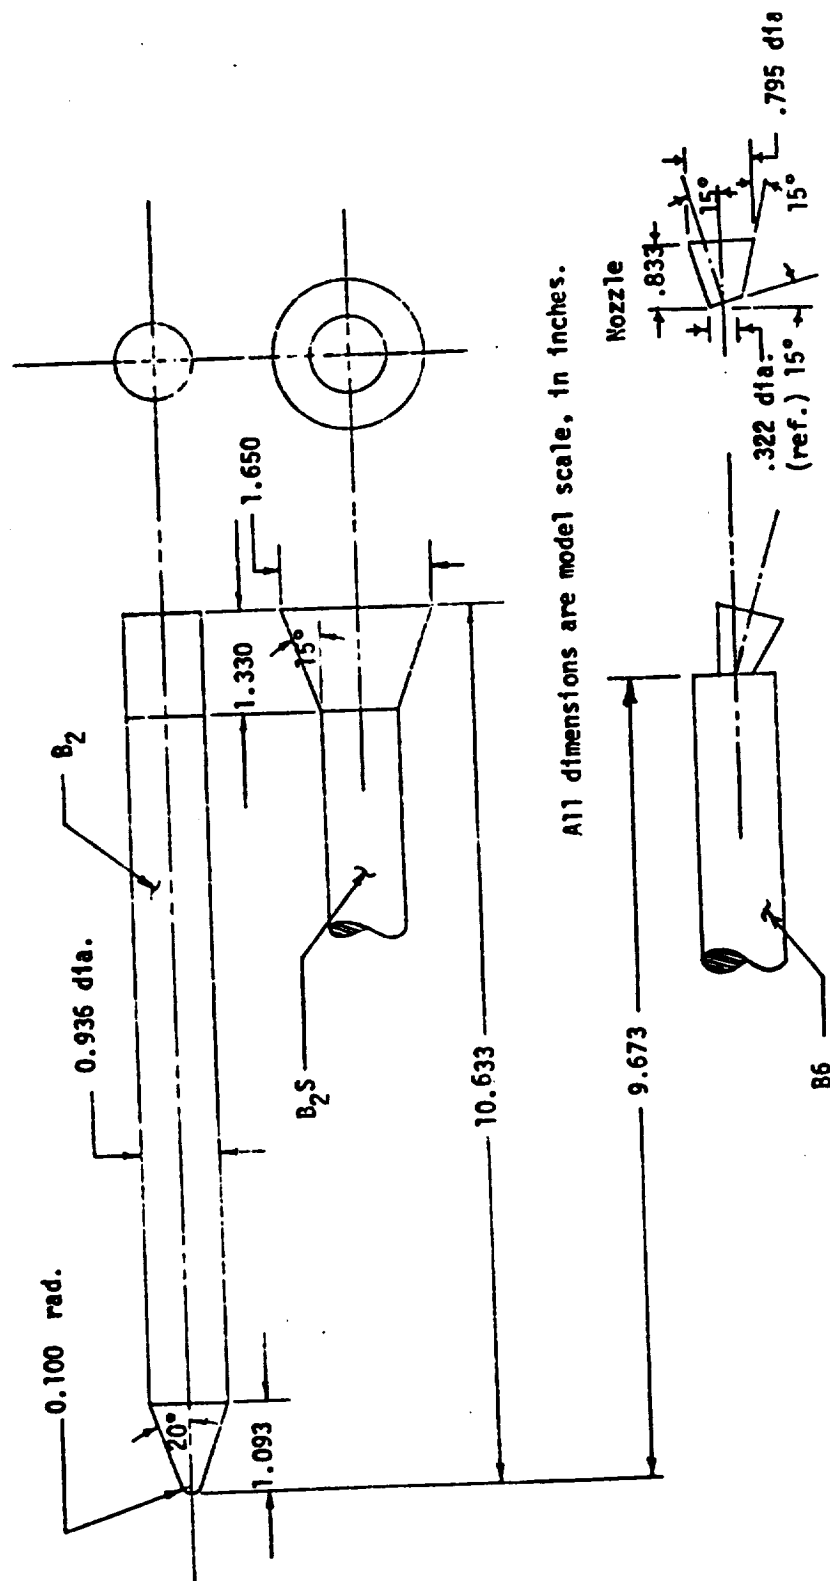 0.100 rad.
0.936 dia.
B₂
20°
1.093
1.330
15°
1.650
B₂S
10.633
All dimensions are model scale, in inches.
9.673
B6
Nozzle
.833
15°
.795 dia
15°
.322 dia.
(ref.) 15°